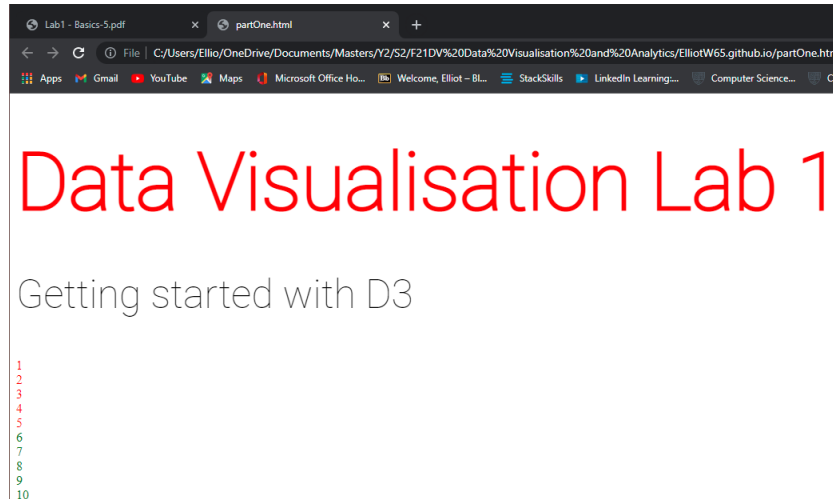 Lab1 - Basics-5.pdf
partOne.html
File | C:/Users/Ellio/OneDrive/Documents/Masters/Y2/S2/F21DV%20Data%20Visualisation%20and%20Analytics/ElliotW65.github.io/partOne.htm
Apps Gmail YouTube Maps Microsoft Office Ho... Bb Welcome, Elliot – Bl... StackSkills LinkedIn Learning:... Computer Science... C
Data Visualisation Lab 1
Getting started with D3
1
2
3
4
5
6
7
8
9
10